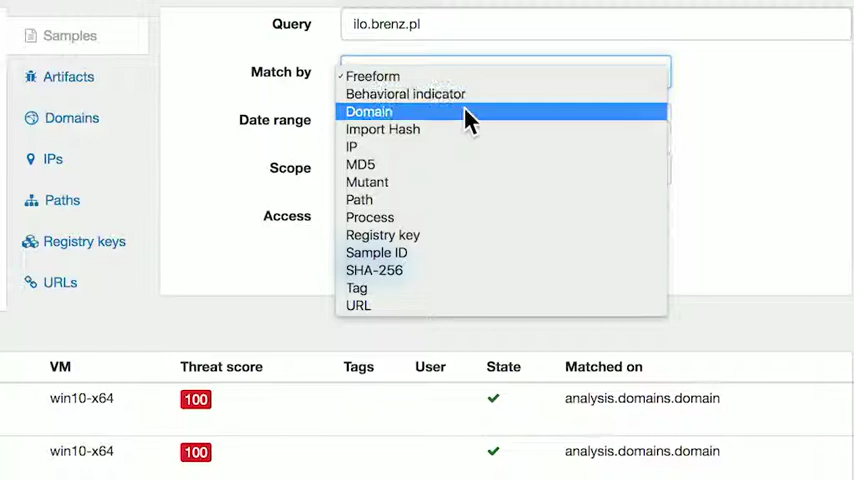 Query
ilo.brenz.pl
Samples
Artifacts
Domains
IPs
Paths
Registry keys
URLs
Match by
Date range
Scope
Access
✓ Freeform
Behavioral indicator
Domain
Import Hash
IP
MD5
Mutant
Path
Process
Registry key
Sample ID
SHA-256
Tag
URL
VM Threat score Tags User State Matched on
win10-x64 100 ✓ analysis.domains.domain
win10-x64 100 ✓ analysis.domains.domain